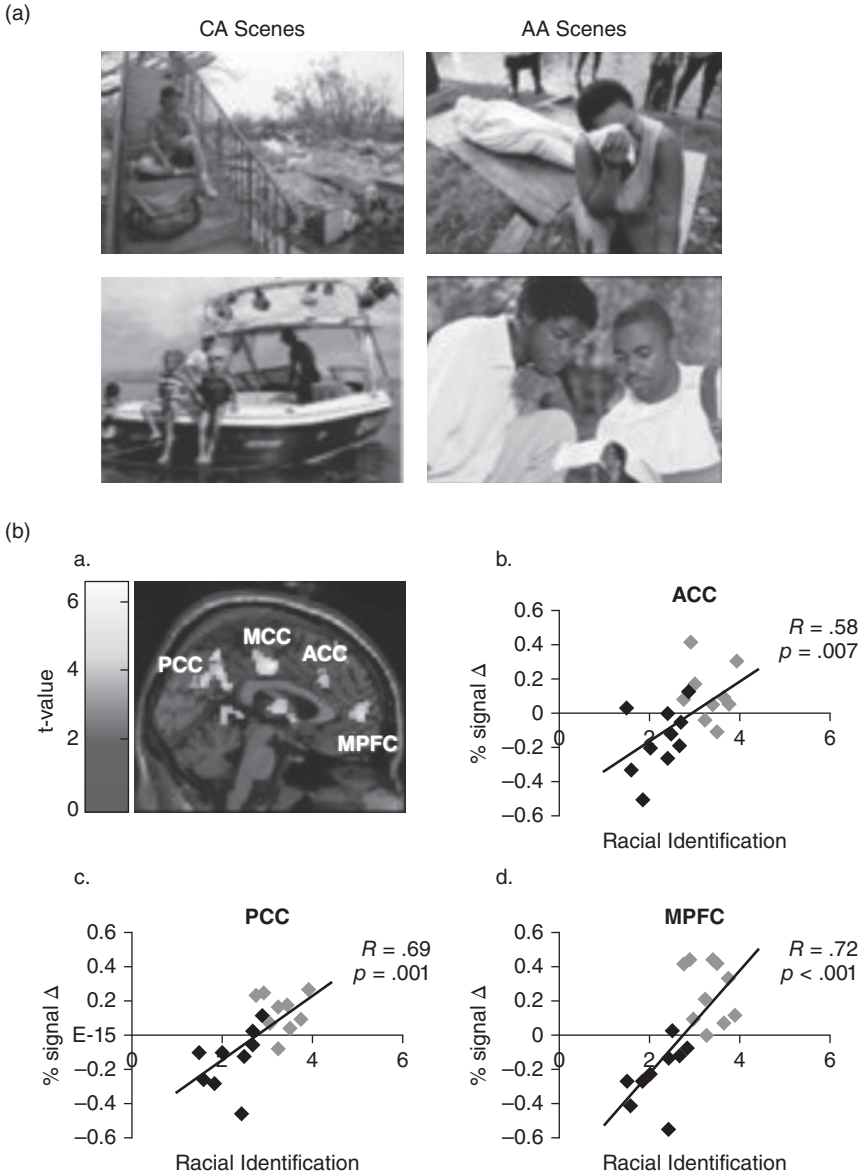 (a)
CA Scenes
AA Scenes
(b)
a.
t-value
6
4
2
0
PCC
MCC
ACC
MPFC
b.
ACC
R = .58
p = .007
% signal Δ
0.6
0.4
0.2
0
–0.2
–0.4
–0.6
0
2
4
6
Racial Identification
c.
PCC
R = .69
p = .001
% signal Δ
0.6
0.4
0.2
E-15
–0.2
–0.4
–0.6
0
2
4
6
Racial Identification
d.
MPFC
R = .72
p < .001
% signal Δ
0.6
0.4
0.2
0
–0.2
–0.4
–0.6
0
2
4
6
Racial Identification